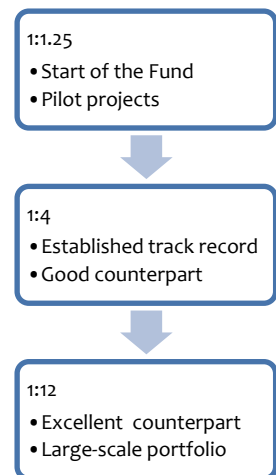 1:1.25
•Start of the Fund
•Pilot projects
1:4
•Established track record
•Good counterpart
1:12
•Excellent counterpart
•Large-scale portfolio